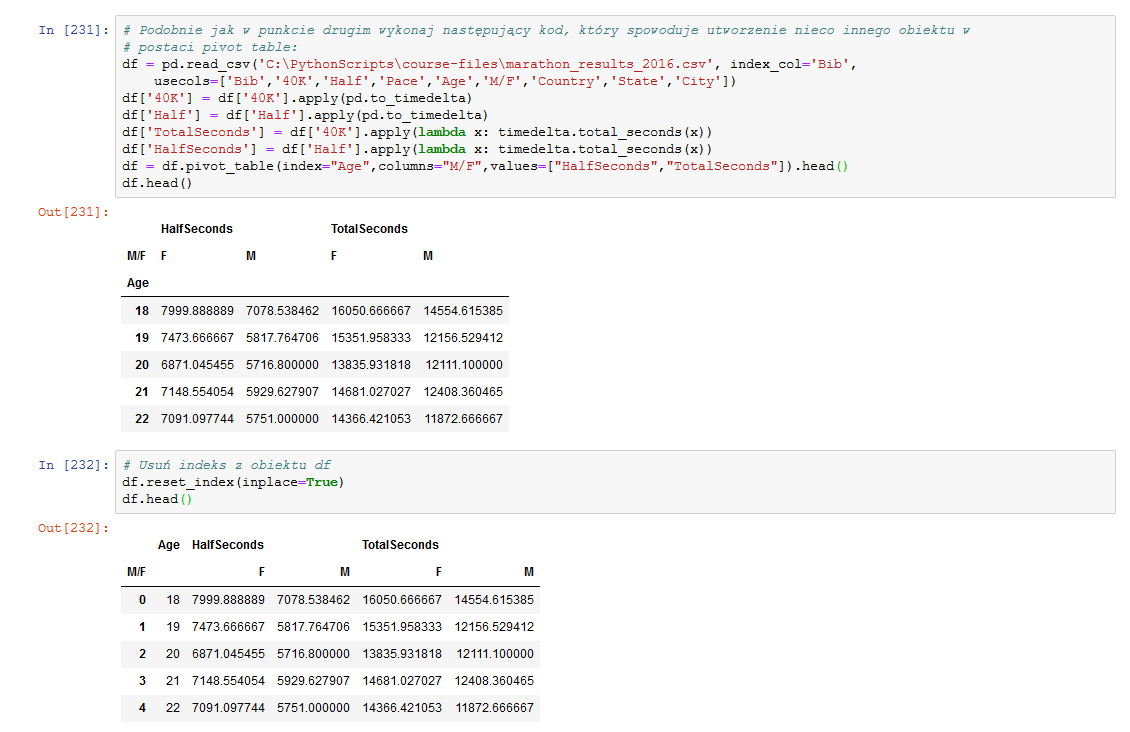 In [231]: # Podobnie jak w punkcie drugim wykonaj następujący kod, który spowoduje utworzenie nieco innego obiektu w
# postaci pivot table:
df = pd.read_csv('C:\PythonScripts\course-files\marathon_results_2016.csv', index_col='Bib',
usecols=['Bib','40K','Half','Pace','Age','M/F','Country','State','City'])
df['40K'] = df['40K'].apply(pd.to_timedelta)
df['Half'] = df['Half'].apply(pd.to_timedelta)
df['TotalSeconds'] = df['40K'].apply(lambda x: timedelta.total_seconds(x))
df['HalfSeconds'] = df['Half'].apply(lambda x: timedelta.total_seconds(x))
df = df.pivot_table(index="Age",columns="M/F",values=["HalfSeconds","TotalSeconds"]).head()
df.head()
Out[231]:
HalfSeconds TotalSeconds
M/F F M F M
Age
18 7999.888889 7078.538462 16050.666667 14554.615385
19 7473.666667 5817.764706 15351.958333 12156.529412
20 6871.045455 5716.800000 13835.931818 12111.100000
21 7148.554054 5929.627907 14681.027027 12408.360465
22 7091.097744 5751.000000 14366.421053 11872.666667
In [232]: # Usuń indeks z obiektu df
df.reset_index(inplace=True)
df.head()
Out[232]:
Age HalfSeconds TotalSeconds
M/F F M F M
0 18 7999.888889 7078.538462 16050.666667 14554.615385
1 19 7473.666667 5817.764706 15351.958333 12156.529412
2 20 6871.045455 5716.800000 13835.931818 12111.100000
3 21 7148.554054 5929.627907 14681.027027 12408.360465
4 22 7091.097744 5751.000000 14366.421053 11872.666667